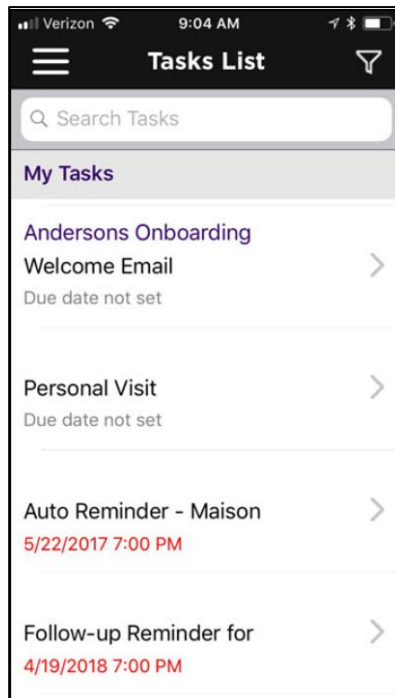 Verizon 9:04 AM
Tasks List
Search Tasks
My Tasks
Andersons Onboarding
Welcome Email
Due date not set
Personal Visit
Due date not set
Auto Reminder - Maison
5/22/2017 7:00 PM
Follow-up Reminder for
4/19/2018 7:00 PM